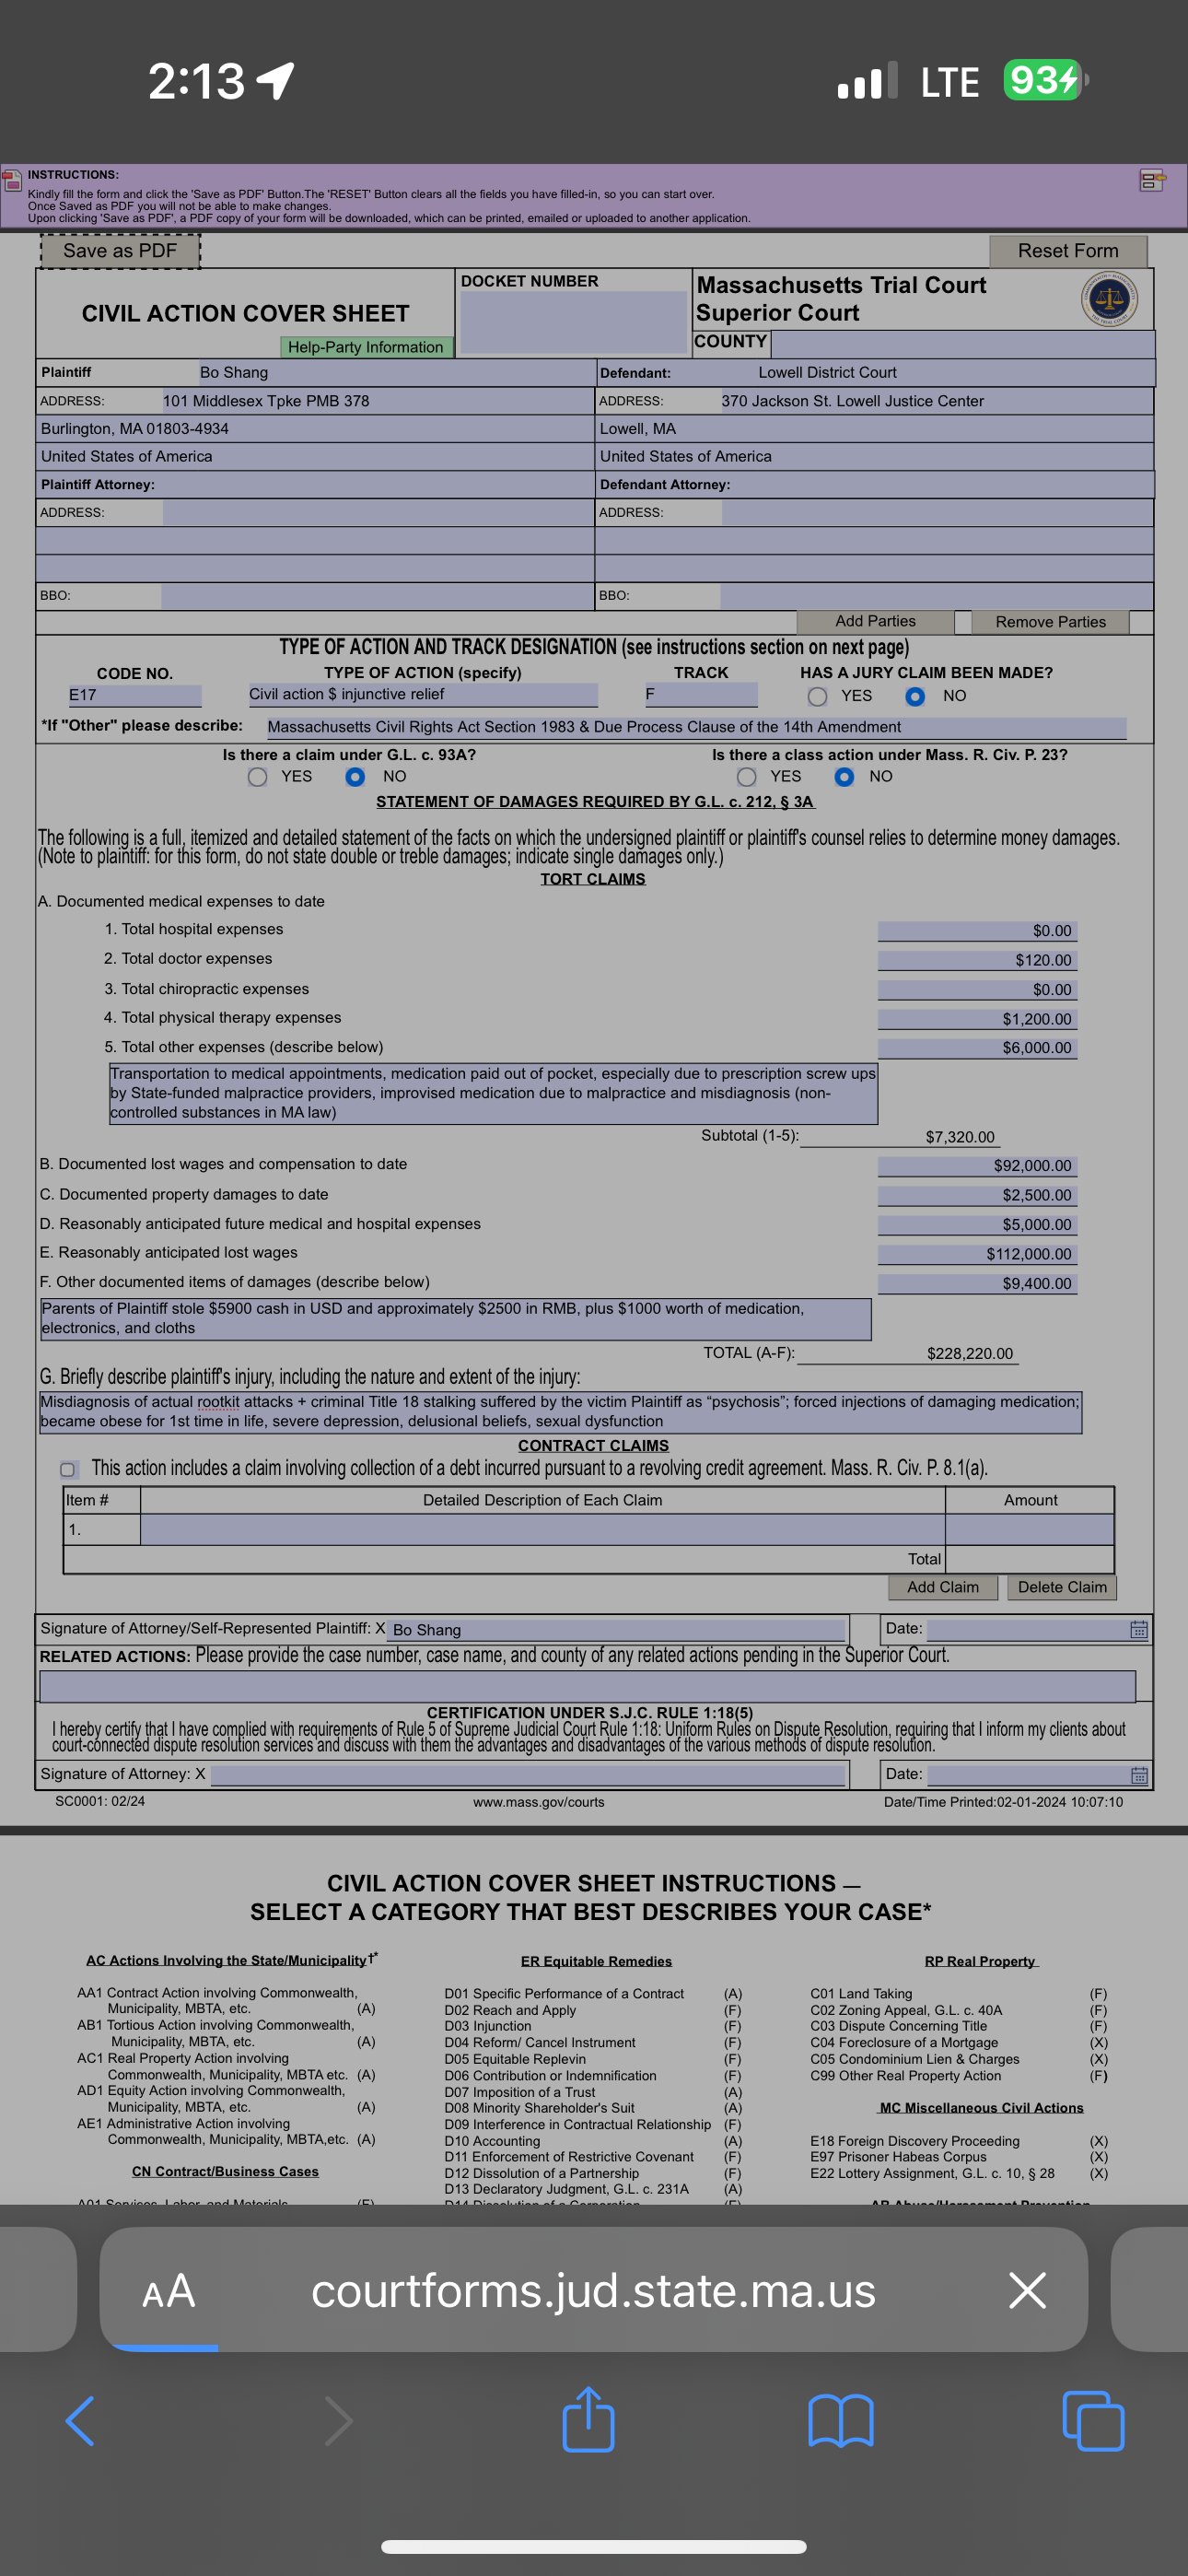 2:13 LTE 93
INSTRUCTIONS:
Kindly fill the form and click the 'Save as PDF' Button.The 'RESET' Button clears all the fields you have filled-in, so you can start over.
Once Saved as PDF you will not be able to make changes.
Upon clicking 'Save as PDF', a PDF copy of your form will be downloaded, which can be printed, emailed or uploaded to another application.
Save as PDF Reset Form
CIVIL ACTION COVER SHEET
Help-Party Information
DOCKET NUMBER
Massachusetts Trial Court
Superior Court
COUNTY
Plaintiff Bo Shang Defendant: Lowell District Court
ADDRESS: 101 Middlesex Tpke PMB 378 ADDRESS: 370 Jackson St. Lowell Justice Center
Burlington, MA 01803-4934 Lowell, MA
United States of America United States of America
Plaintiff Attorney: Defendant Attorney:
ADDRESS: ADDRESS:
BBO: BBO:
Add Parties Remove Parties
TYPE OF ACTION AND TRACK DESIGNATION (see instructions section on next page)
CODE NO. TYPE OF ACTION (specify) TRACK HAS A JURY CLAIM BEEN MADE?
E17 Civil action $ injunctive relief F YES NO
*If "Other" please describe: Massachusetts Civil Rights Act Section 1983 & Due Process Clause of the 14th Amendment
Is there a claim under G.L. c. 93A? Is there a class action under Mass. R. Civ. P. 23?
YES NO YES NO
STATEMENT OF DAMAGES REQUIRED BY G.L. c. 212, § 3A
The following is a full, itemized and detailed statement of the facts on which the undersigned plaintiff or plaintiff's counsel relies to determine money damages.
(Note to plaintiff: for this form, do not state double or treble damages; indicate single damages only.)
TORT CLAIMS
A. Documented medical expenses to date
1. Total hospital expenses $0.00
2. Total doctor expenses $120.00
3. Total chiropractic expenses $0.00
4. Total physical therapy expenses $1,200.00
5. Total other expenses (describe below) $6,000.00
Transportation to medical appointments, medication paid out of pocket, especially due to prescription screw ups
by State-funded malpractice providers, improvised medication due to malpractice and misdiagnosis (non-
controlled substances in MA law)
Subtotal (1-5): $7,320.00
B. Documented lost wages and compensation to date $92,000.00
C. Documented property damages to date $2,500.00
D. Reasonably anticipated future medical and hospital expenses $5,000.00
E. Reasonably anticipated lost wages $112,000.00
F. Other documented items of damages (describe below) $9,400.00
Parents of Plaintiff stole $5900 cash in USD and approximately $2500 in RMB, plus $1000 worth of medication,
electronics, and cloths
TOTAL (A-F): $228,220.00
G. Briefly describe plaintiff's injury, including the nature and extent of the injury:
Misdiagnosis of actual rootkit attacks + criminal Title 18 stalking suffered by the victim Plaintiff as “psychosis”; forced injections of damaging medication;
became obese for 1st time in life, severe depression, delusional beliefs, sexual dysfunction
CONTRACT CLAIMS
This action includes a claim involving collection of a debt incurred pursuant to a revolving credit agreement. Mass. R. Civ. P. 8.1(a).
Item # Detailed Description of Each Claim Amount
1.
Total
Add Claim Delete Claim
Signature of Attorney/Self-Represented Plaintiff: X Bo Shang Date:
RELATED ACTIONS: Please provide the case number, case name, and county of any related actions pending in the Superior Court.
CERTIFICATION UNDER S.J.C. RULE 1:18(5)
I hereby certify that I have complied with requirements of Rule 5 of Supreme Judicial Court Rule 1:18: Uniform Rules on Dispute Resolution, requiring that I inform my clients about
court-connected dispute resolution services and discuss with them the advantages and disadvantages of the various methods of dispute resolution.
Signature of Attorney: X Date:
SC0001: 02/24 www.mass.gov/courts Date/Time Printed:02-01-2024 10:07:10
CIVIL ACTION COVER SHEET INSTRUCTIONS —
SELECT A CATEGORY THAT BEST DESCRIBES YOUR CASE*
AC Actions Involving the State/Municipality†*
AA1 Contract Action involving Commonwealth,
Municipality, MBTA, etc. (A)
AB1 Tortious Action involving Commonwealth,
Municipality, MBTA, etc. (A)
AC1 Real Property Action involving
Commonwealth, Municipality, MBTA etc. (A)
AD1 Equity Action involving Commonwealth,
Municipality, MBTA, etc. (A)
AE1 Administrative Action involving
Commonwealth, Municipality, MBTA,etc. (A)
CN Contract/Business Cases
A01 Services, Labor, and Materials (F)
ER Equitable Remedies
D01 Specific Performance of a Contract (A)
D02 Reach and Apply (F)
D03 Injunction (F)
D04 Reform/ Cancel Instrument (F)
D05 Equitable Replevin (F)
D06 Contribution or Indemnification (F)
D07 Imposition of a Trust (A)
D08 Minority Shareholder's Suit (A)
D09 Interference in Contractual Relationship (F)
D10 Accounting (A)
D11 Enforcement of Restrictive Covenant (F)
D12 Dissolution of a Partnership (F)
D13 Declaratory Judgment, G.L. c. 231A (A)
D14 Dissolution of a Corporation (F)
RP Real Property
C01 Land Taking (F)
C02 Zoning Appeal, G.L. c. 40A (F)
C03 Dispute Concerning Title (F)
C04 Foreclosure of a Mortgage (X)
C05 Condominium Lien & Charges (X)
C99 Other Real Property Action (F)
MC Miscellaneous Civil Actions
E18 Foreign Discovery Proceeding (X)
E97 Prisoner Habeas Corpus (X)
E22 Lottery Assignment, G.L. c. 10, § 28 (X)
AB Abuse/Harassment Prevention
AA courtforms.jud.state.ma.us